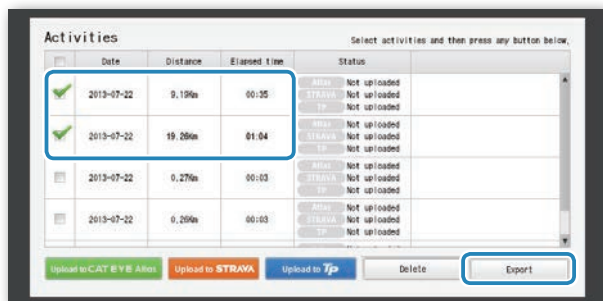 Activities
Select activities and then press any button below.
Date Distance Elapsed time Status
2013-07-22 9.19Km 00:35
Atlas Not uploaded
STRAVA Not uploaded
TP Not uploaded
2013-07-22 19.26Km 01:04
Atlas Not uploaded
STRAVA Not uploaded
TP Not uploaded
2013-07-22 0.27Km 00:03
Atlas Not uploaded
STRAVA Not uploaded
TP Not uploaded
2013-07-22 0.26Km 00:03
Atlas Not uploaded
STRAVA Not uploaded
TP Not uploaded
Upload to CATEYE Atlas Upload to STRAVA Upload to TP Delete Export